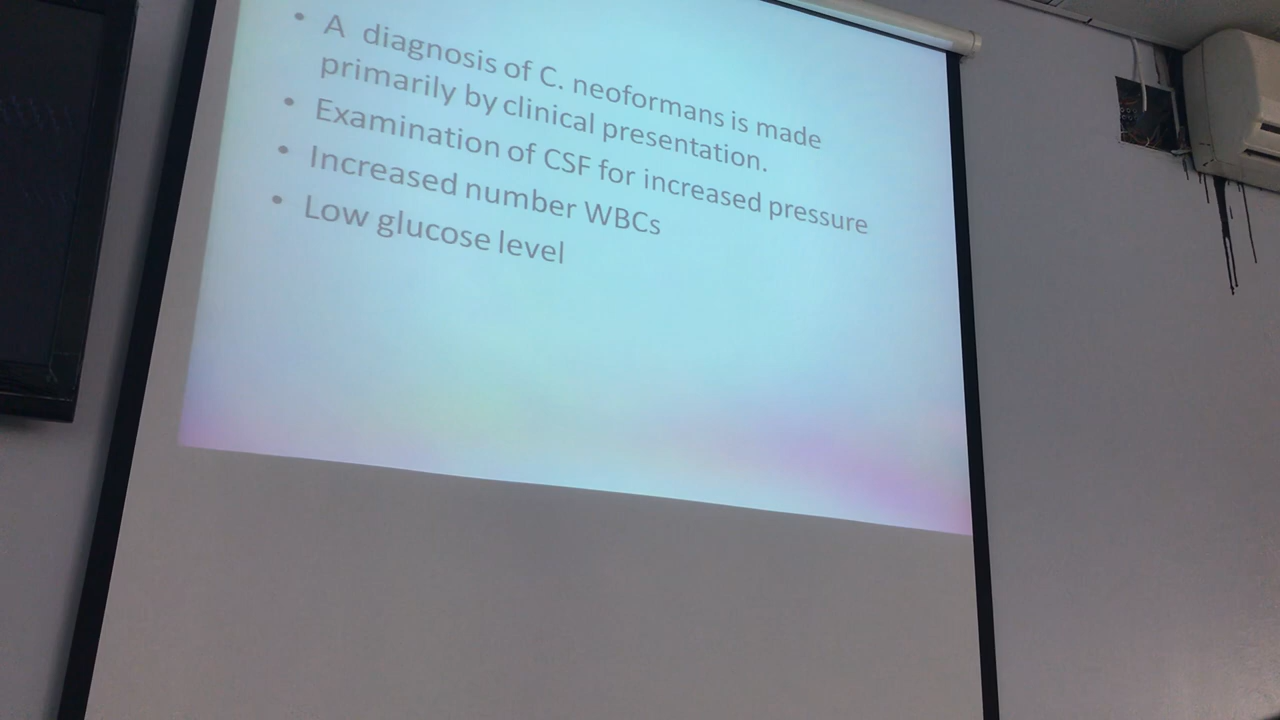 • A diagnosis of C. neoformans is made
primarily by clinical presentation.
• Examination of CSF for increased pressure
• Increased number WBCs
• Low glucose level